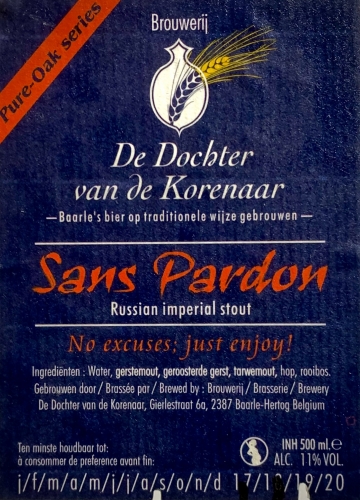 Pure-Oak series
Brouwerij
De Dochter
van de Korenaar
— Baarle's bier op traditionele wijze gebrouwen —
Sans Pardon
Russian imperial stout
No excuses; just enjoy!
Ingrediënten : Water, gerstemout, geroosterde gerst, tarwemout, hop, rooibos.
Gebrouwen door / Brassée par / Brewed by : Brouwerij / Brasserie / Brewery
De Dochter van de Korenaar, Gierlestraat 6a, 2387 Baarle-Hertog Belgium
Ten minste houdbaar tot:
à consommer de preference avant fin:
INH 500 ml. e
ALC. 11% VOL.
j/f/m/a/m/j/j/a/s/o/n/d 17/18/19/20